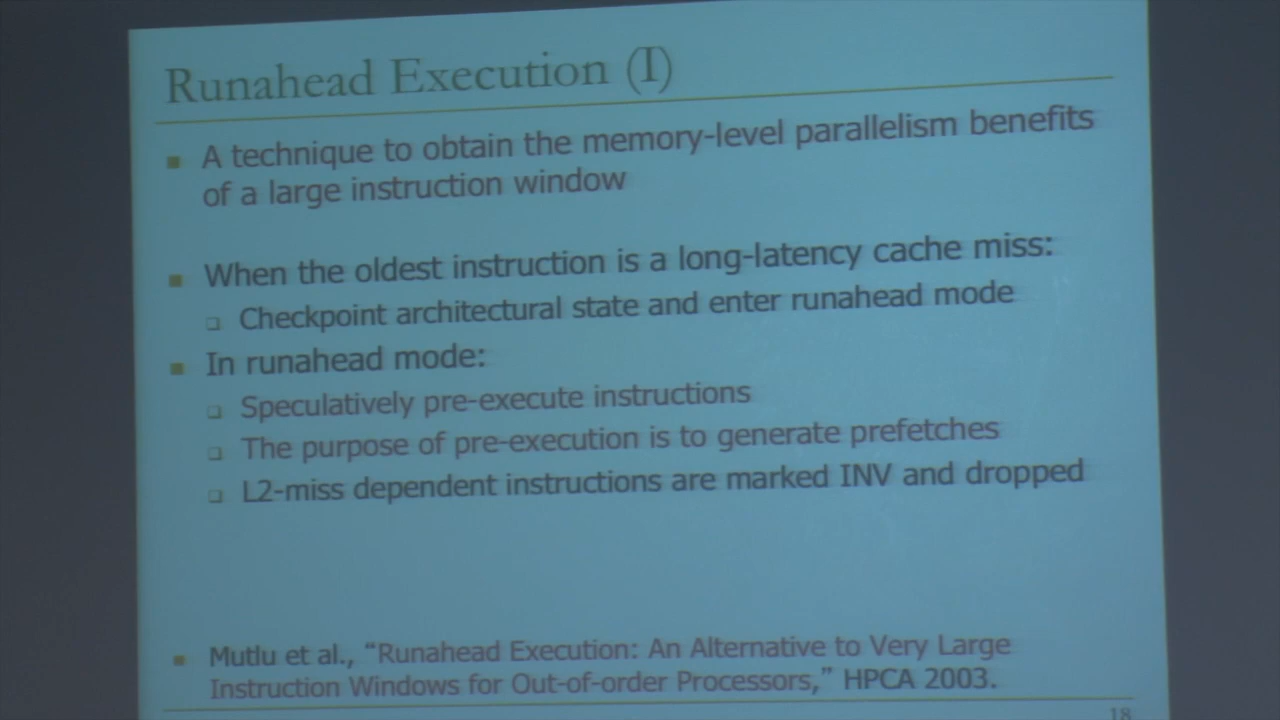 Runahead Execution (I)
A technique to obtain the memory-level parallelism benefits
of a large instruction window
When the oldest instruction is a long-latency cache miss:
Checkpoint architectural state and enter runahead mode
In runahead mode:
Speculatively pre-execute instructions
The purpose of pre-execution is to generate prefetches
L2-miss dependent instructions are marked INV and dropped
Mutlu et al., “Runahead Execution: An Alternative to Very Large
Instruction Windows for Out-of-order Processors,” HPCA 2003.
18